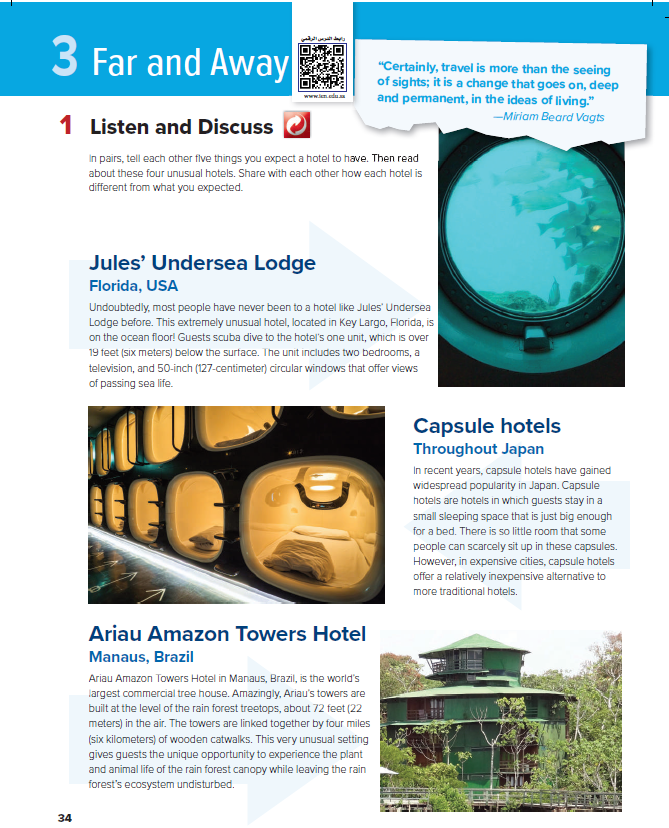 3 Far and Away
رابط الدرس الرقمي
www.ien.edu.sa
“Certainly, travel is more than the seeing
of sights; it is a change that goes on, deep
and permanent, in the ideas of living.”
—Miriam Beard Vagts
1 Listen and Discuss
In pairs, tell each other five things you expect a hotel to have. Then read
about these four unusual hotels. Share with each other how each hotel is
different from what you expected.
Jules’ Undersea Lodge
Florida, USA
Undoubtedly, most people have never been to a hotel like Jules’ Undersea
Lodge before. This extremely unusual hotel, located in Key Largo, Florida, is
on the ocean floor! Guests scuba dive to the hotel’s one unit, which is over
19 feet (six meters) below the surface. The unit includes two bedrooms, a
television, and 50-inch (127-centimeter) circular windows that offer views
of passing sea life.
Capsule hotels
Throughout Japan
In recent years, capsule hotels have gained
widespread popularity in Japan. Capsule
hotels are hotels in which guests stay in a
small sleeping space that is just big enough
for a bed. There is so little room that some
people can scarcely sit up in these capsules.
However, in expensive cities, capsule hotels
offer a relatively inexpensive alternative to
more traditional hotels.
Ariau Amazon Towers Hotel
Manaus, Brazil
Ariau Amazon Towers Hotel in Manaus, Brazil, is the world’s
largest commercial tree house. Amazingly, Ariau’s towers are
built at the level of the rain forest treetops, about 72 feet (22
meters) in the air. The towers are linked together by four miles
(six kilometers) of wooden catwalks. This very unusual setting
gives guests the unique opportunity to experience the plant
and animal life of the rain forest canopy while leaving the rain
forest’s ecosystem undisturbed.
34